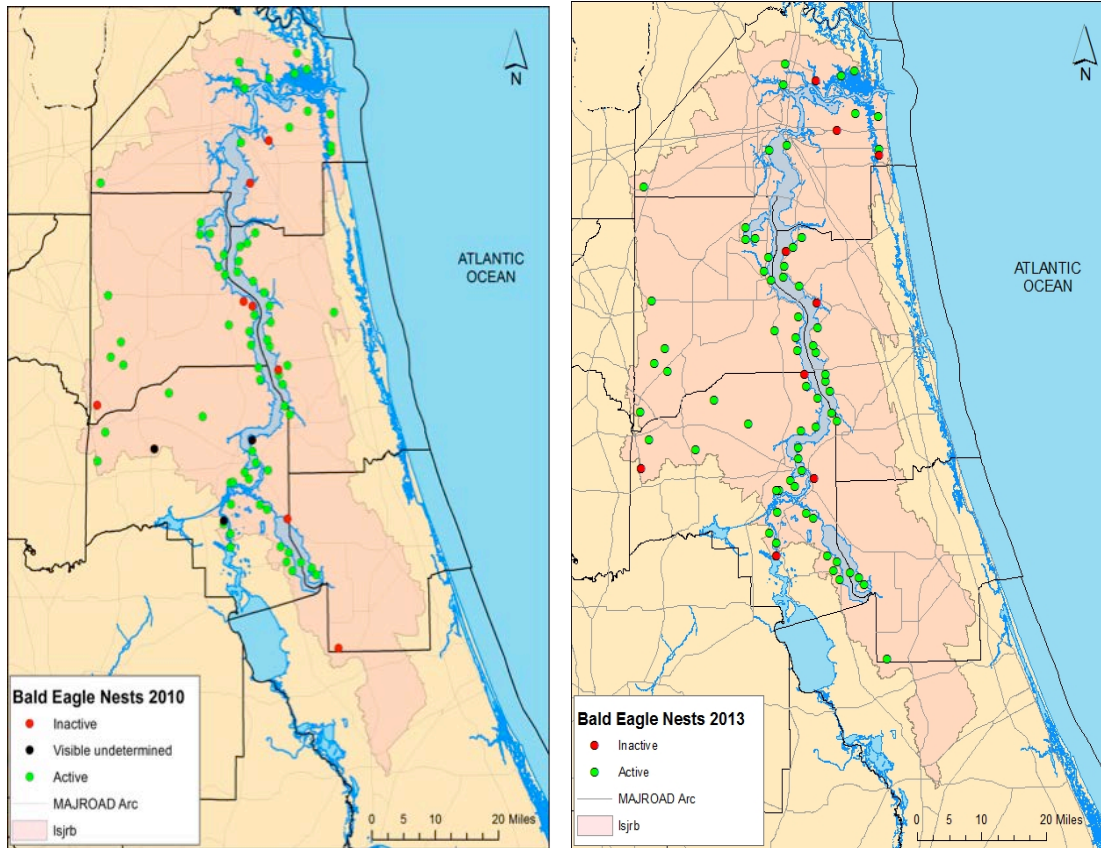 N
ATLANTIC
OCEAN
Bald Eagle Nests 2010
Inactive
Visible undetermined
Active
MAJROAD Arc
lsjrb
0 5 10 20 Miles
N
ATLANTIC
OCEAN
Bald Eagle Nests 2013
Inactive
Active
MAJROAD Arc
lsjrb
0 5 10 20 Miles